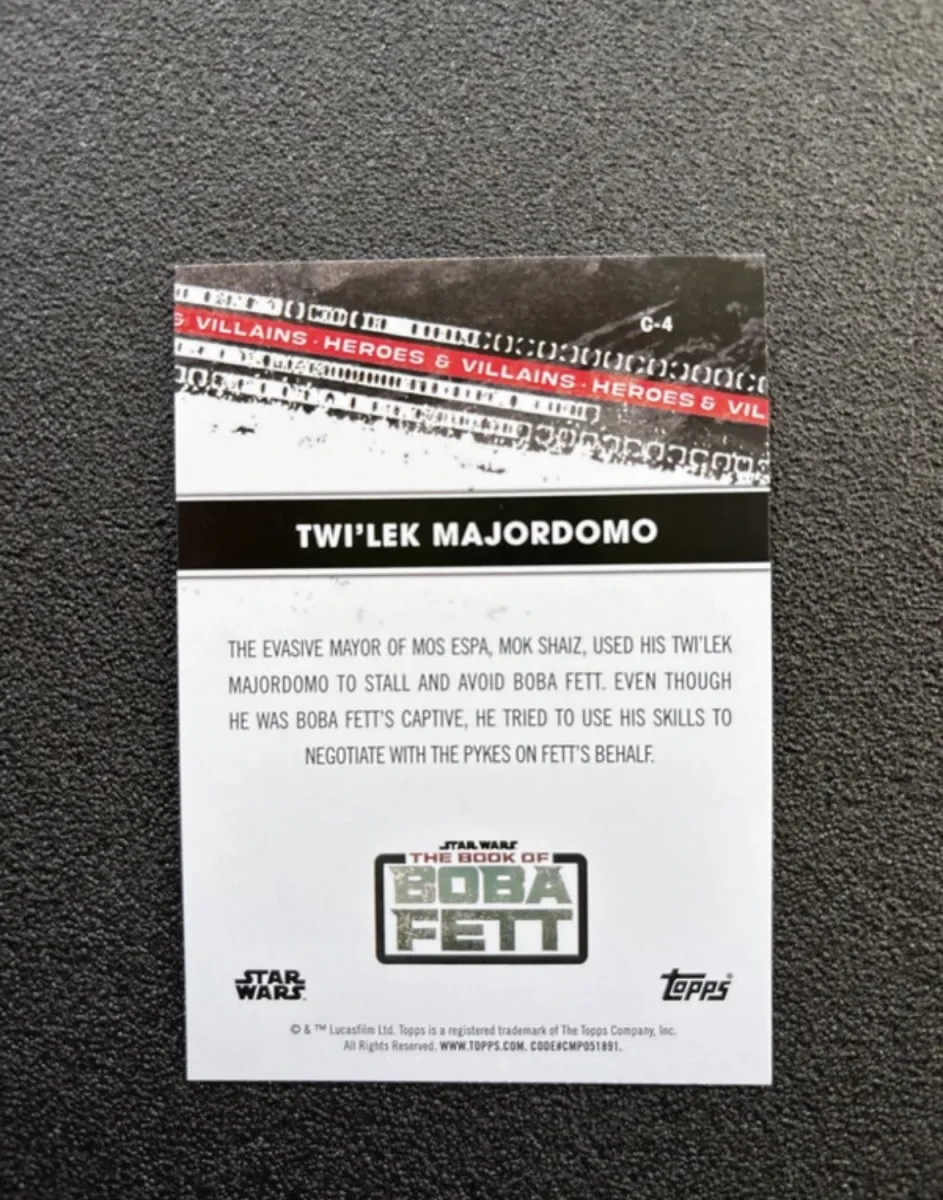 C-4
& VILLAINS · HEROES & VILLAINS · HEROES & VIL
TWI'LEK MAJORDOMO
THE EVASIVE MAYOR OF MOS ESPA, MOK SHAIZ, USED HIS TWI'LEK
MAJORDOMO TO STALL AND AVOID BOBA FETT. EVEN THOUGH
HE WAS BOBA FETT'S CAPTIVE, HE TRIED TO USE HIS SKILLS TO
NEGOTIATE WITH THE PYKES ON FETT'S BEHALF.
STAR WARS
THE BOOK OF
BOBA
FETT
STAR
WARS
Topps®
© & ™ Lucasfilm Ltd. Topps is a registered trademark of The Topps Company, Inc.
All Rights Reserved. WWW.TOPPS.COM. CODE#CMP051891.